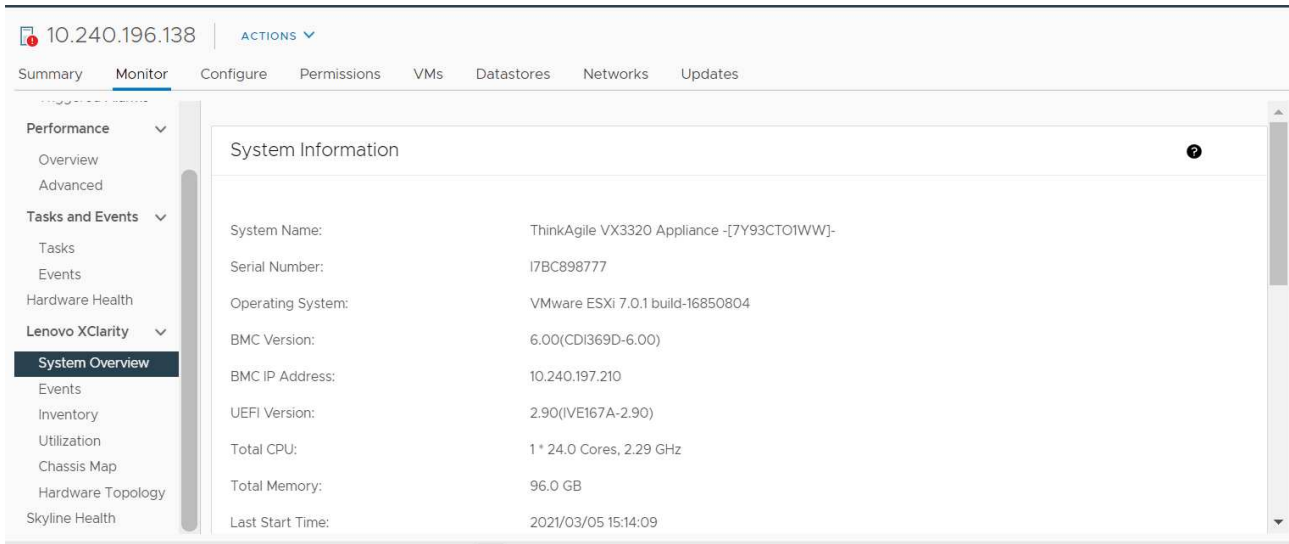 10.240.196.138 ACTIONS
Summary Monitor Configure Permissions VMs Datastores Networks Updates
Performance
Overview
Advanced
Tasks and Events
Tasks
Events
Hardware Health
Lenovo XClarity
System Overview
Events
Inventory
Utilization
Chassis Map
Hardware Topology
Skyline Health
System Information
System Name: ThinkAgile VX3320 Appliance -[7Y93CTO1WW]-
Serial Number: I7BC898777
Operating System: VMware ESXi 7.0.1 build-16850804
BMC Version: 6.00(CDI369D-6.00)
BMC IP Address: 10.240.197.210
UEFI Version: 2.90(IVE167A-2.90)
Total CPU: 1 * 24.0 Cores, 2.29 GHz
Total Memory: 96.0 GB
Last Start Time: 2021/03/05 15:14:09